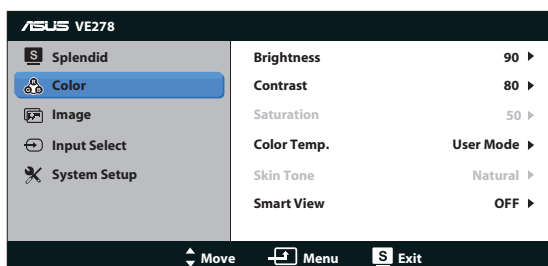 ASUS VE278
S Splendid
Color
Image
Input Select
System Setup
Brightness 90
Contrast 80
Saturation 50
Color Temp. User Mode
Skin Tone Natural
Smart View OFF
Move Menu S Exit